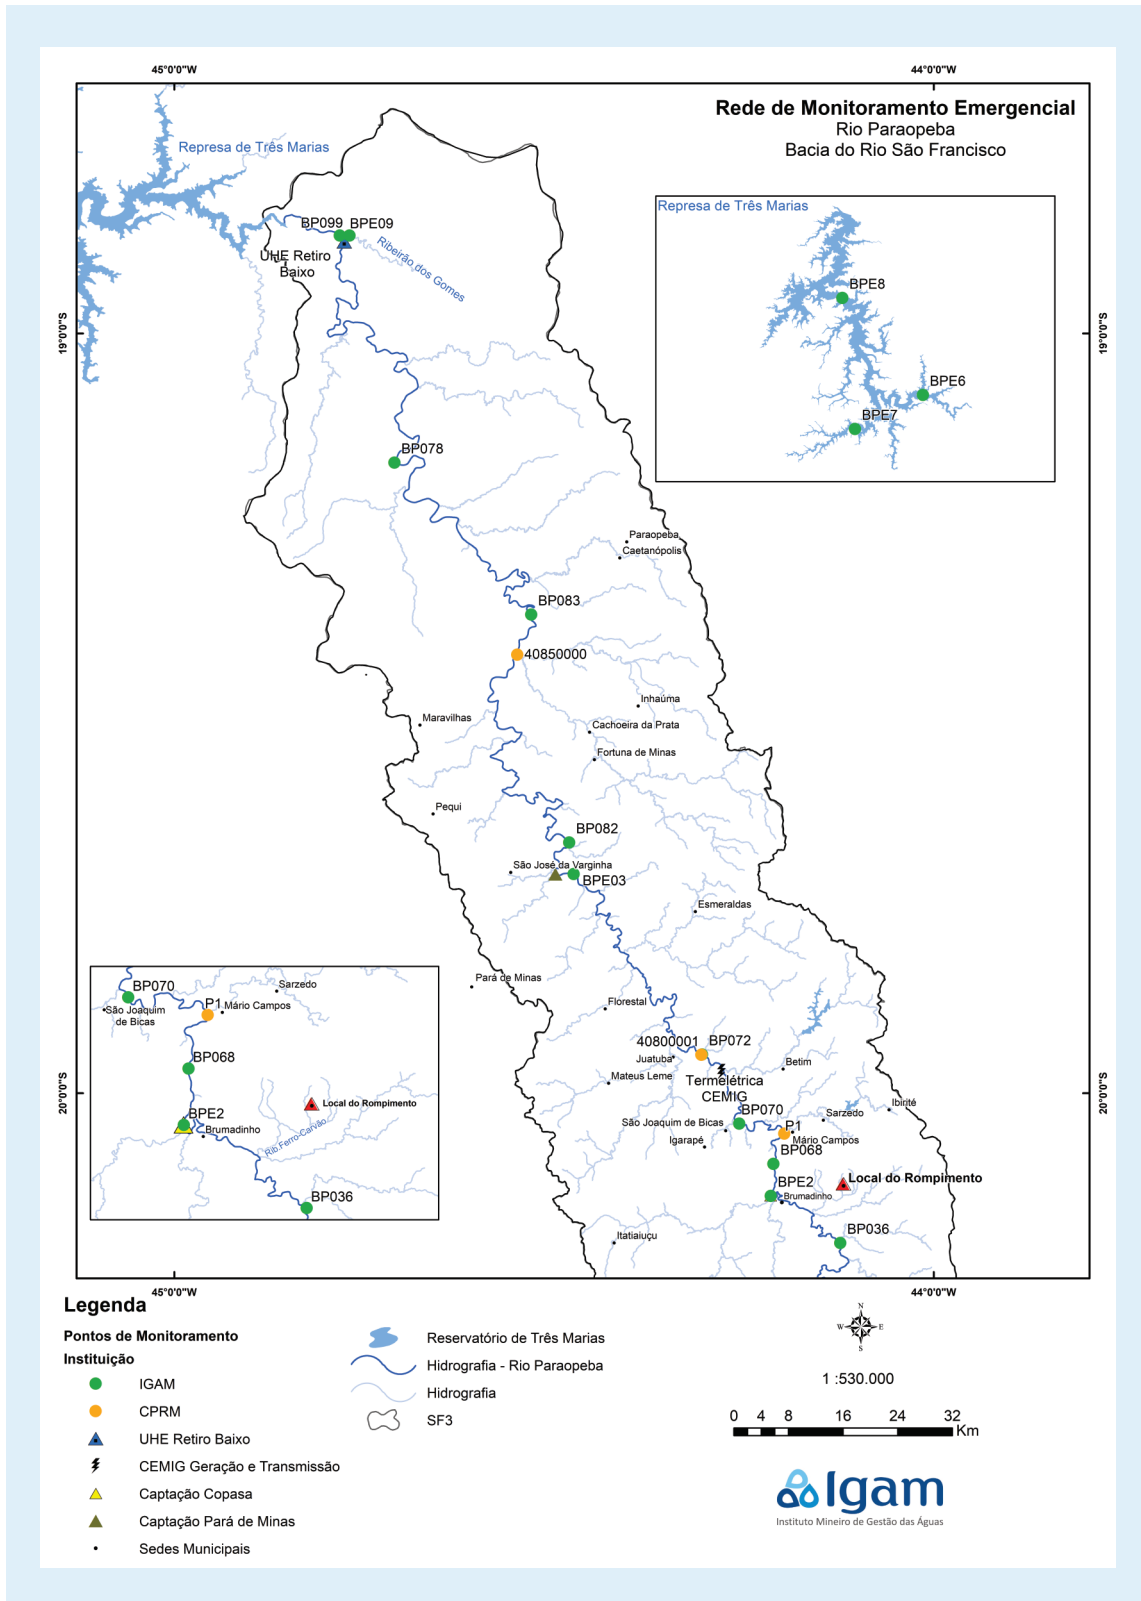 45°0'0"W
44°0'0"W
Rede de Monitoramento Emergencial
Rio Paraopeba
Bacia do Rio São Francisco
Represa de Três Marias
BP099
BPE09
UHE Retiro
Baixo
Ribeirão dos Gomes
19°0'0"S
19°0'0"S
Represa de Três Marias
BPE8
BPE6
BPE7
BP078
Paraopeba
Caetanópolis
BP083
40850000
Inhaúma
Maravilhas
Cachoeira da Prata
Fortuna de Minas
Pequi
BP082
São José da Varginha
BPE03
Esmeraldas
Pará de Minas
Florestal
40800001
BP072
Juatuba
Betim
Mateus Leme
Termelétrica
CEMIG
20°0'0"S
20°0'0"S
Ibirité
BP070
Sarzedo
São Joaquim de Bicas
P1
Mário Campos
Igarapé
BP068
Local do Rompimento
BPE2
Brumadinho
BP036
Itatiaiuçu
BP070
Sarzedo
São Joaquim
de Bicas
P1
Mário Campos
BP068
Local do Rompimento
BPE2
Brumadinho
Rib.Ferro-Carvão
BP036
45°0'0"W
44°0'0"W
Legenda
Pontos de Monitoramento
Instituição
IGAM
CPRM
UHE Retiro Baixo
CEMIG Geração e Transmissão
Captação Copasa
Captação Pará de Minas
Sedes Municipais
Reservatório de Três Marias
Hidrografia - Rio Paraopeba
Hidrografia
SF3
N
W
E
S
1 :530.000
0 4 8 16 24 32
Km
Igam
Instituto Mineiro de Gestão das Águas